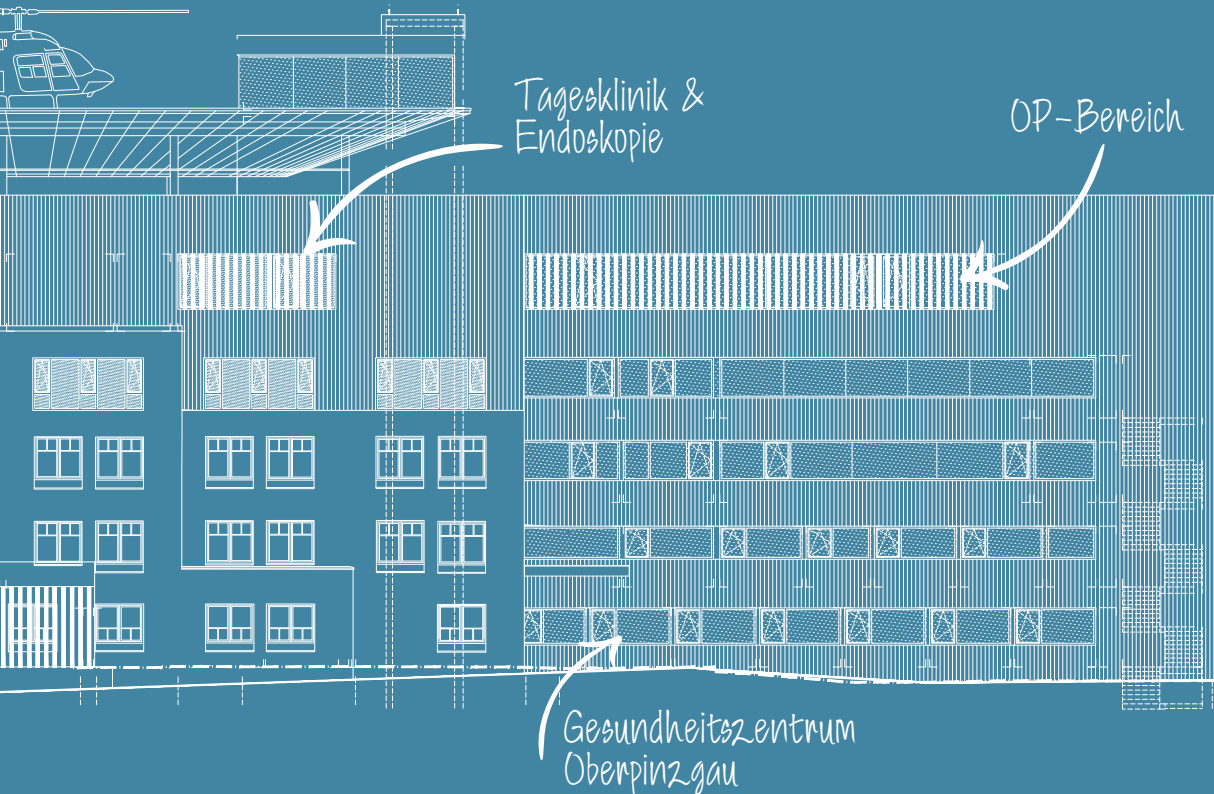 Tagesklinik &
Endoskopie
OP-Bereich
Gesundheitszentrum
Oberpinzgau